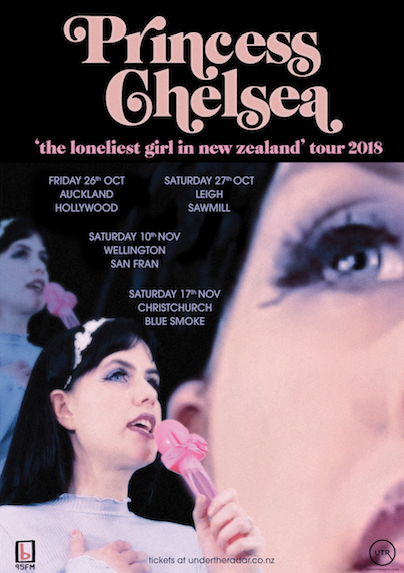 Princess
Chelsea
‘the loneliest girl in new zealand’ tour 2018
FRIDAY 26th OCT
AUCKLAND
HOLLYWOOD
SATURDAY 27th OCT
LEIGH
SAWMILL
SATURDAY 10th NOV
WELLINGTON
SAN FRAN
SATURDAY 17th NOV
CHRISTCHURCH
BLUE SMOKE
b
95FM
tickets at undertheradar.co.nz
UTR